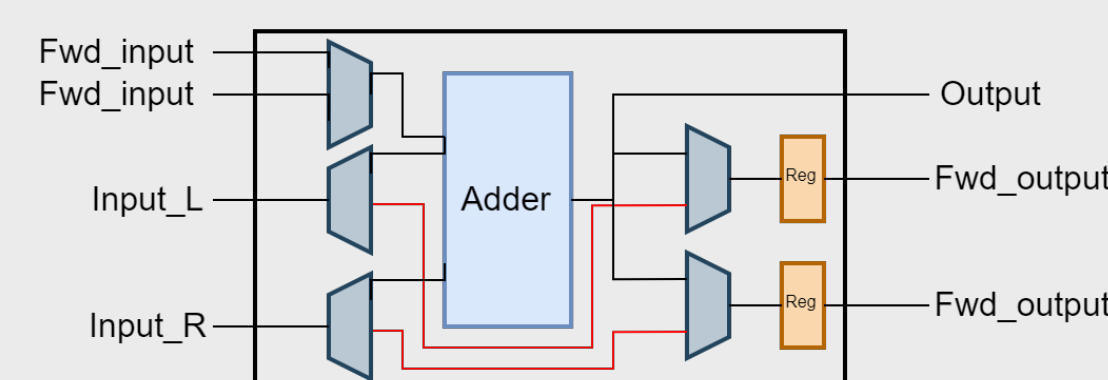 Fwd_input
Fwd_input
Input_L
Input_R
Adder
Reg
Reg
Output
Fwd_output
Fwd_output